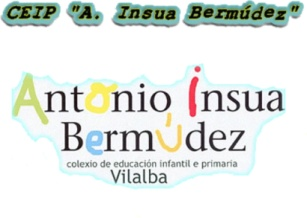 CEIP "A. Insua Bermúdez"
Antonio Insua
Bermúdez
colexio de educación infantil e primaria
Vilalba